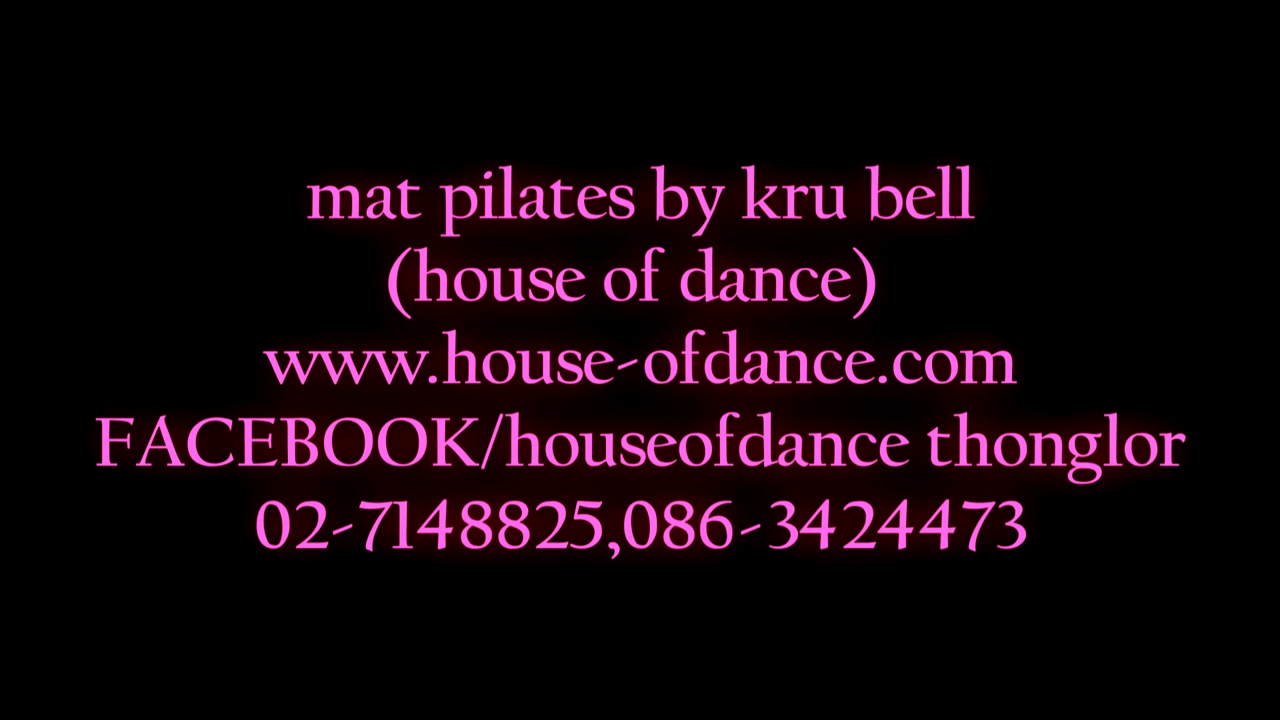 mat pilates by kru bell
(house of dance)
www.house-ofdance.com
FACEBOOK/houseofdance thonglor
02-7148825,086-3424473